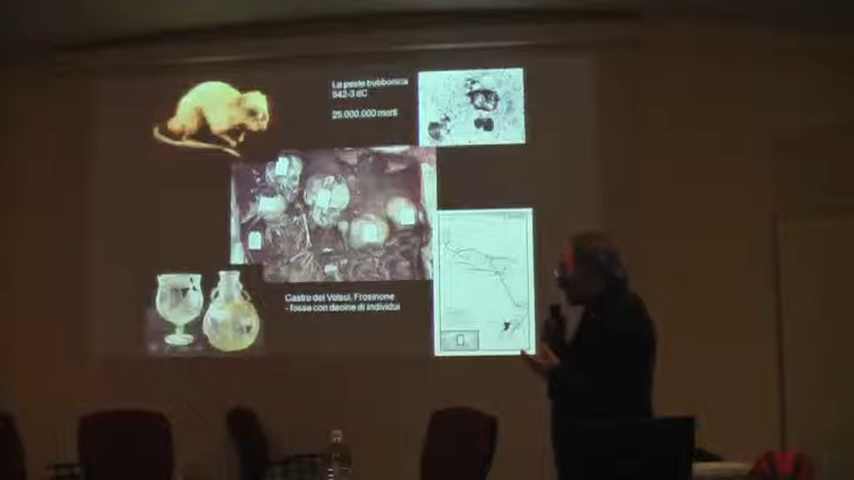 La peste bubbonica
542-3 dC
25.000.000 morti
Castro dei Volsci, Frosinone
- fosse con decine di individui